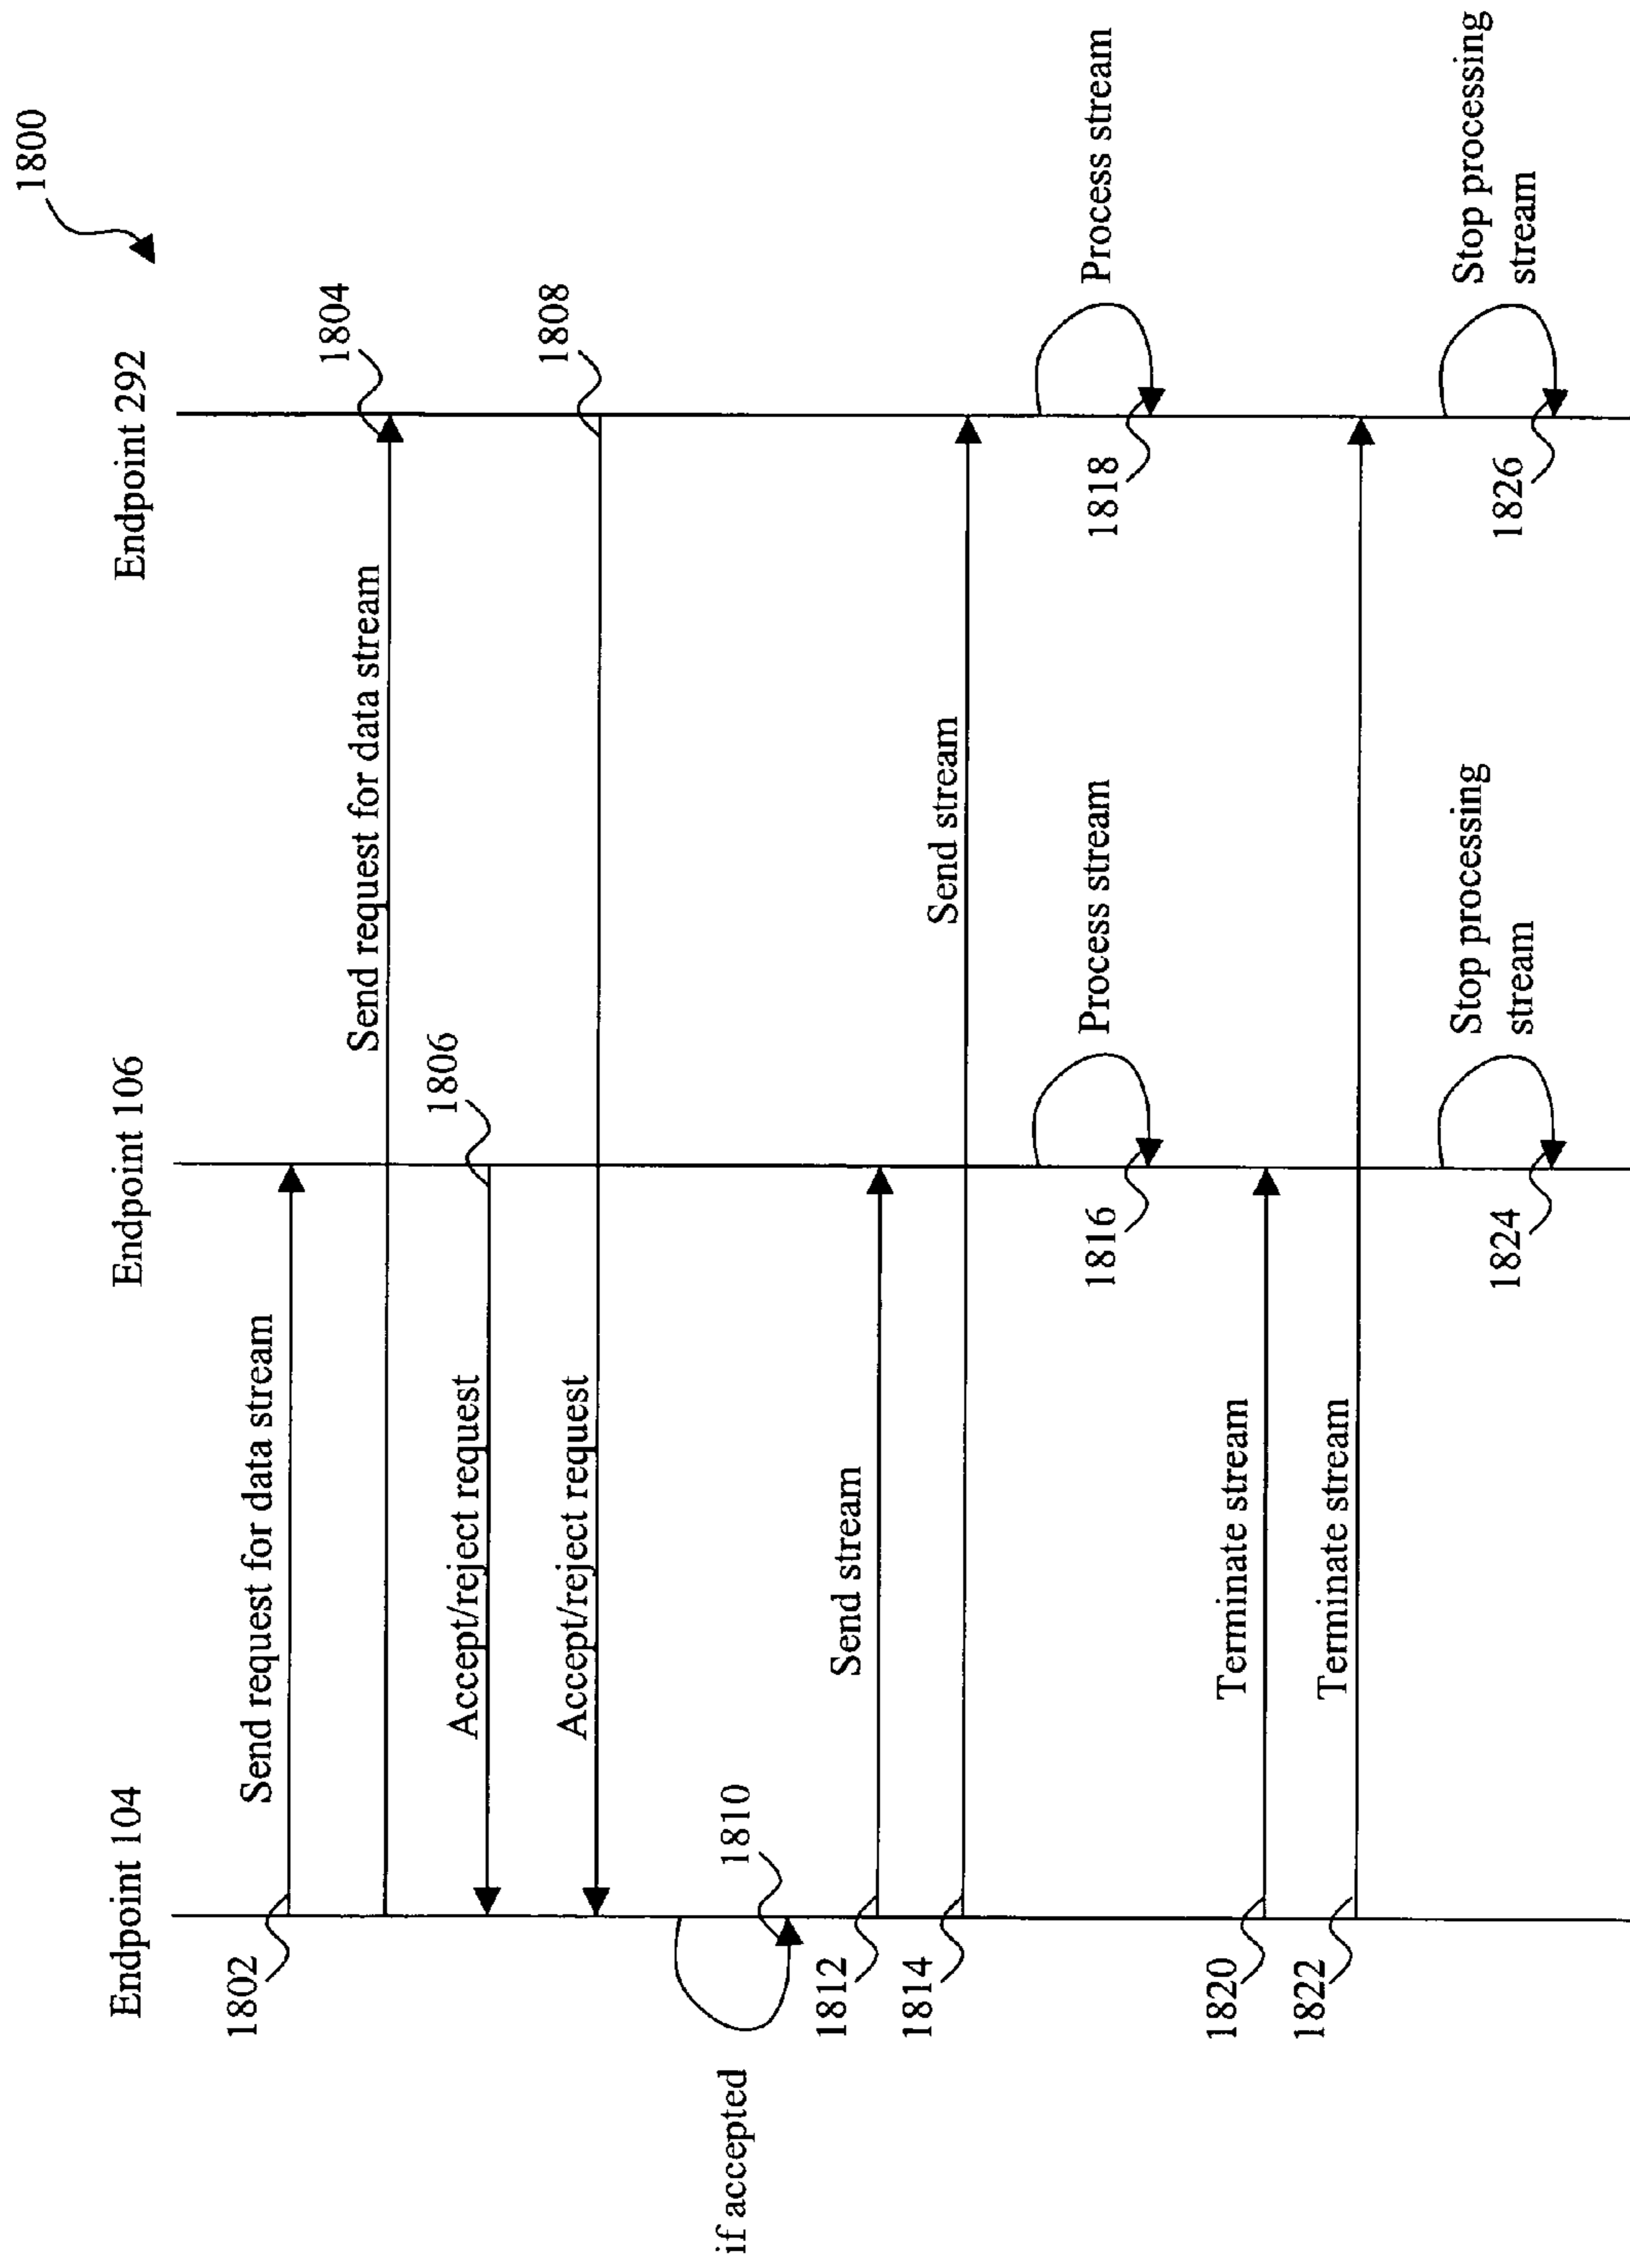 1800
Endpoint 104
Endpoint 106
Endpoint 292
1802
Send request for data stream
Send request for data stream
1804
Accept/reject request
1806
Accept/reject request
1808
if accepted
1810
1812
Send stream
1814
Send stream
1816
Process stream
1818
Process stream
1820
Terminate stream
1822
Terminate stream
1824
Stop processing
stream
1826
Stop processing
stream